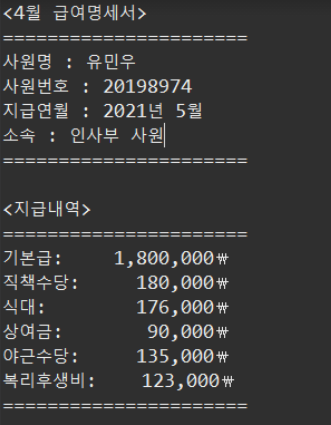 <4월 급여명세서>
========================
사원명 : 유민우
사원번호 : 20198974
지급연월 : 2021년 5월
소속 : 인사부 사원
========================
<지급내역>
========================
기본급: 1,800,000₩
직책수당: 180,000₩
식대: 176,000₩
상여금: 90,000₩
야근수당: 135,000₩
복리후생비: 123,000₩
========================